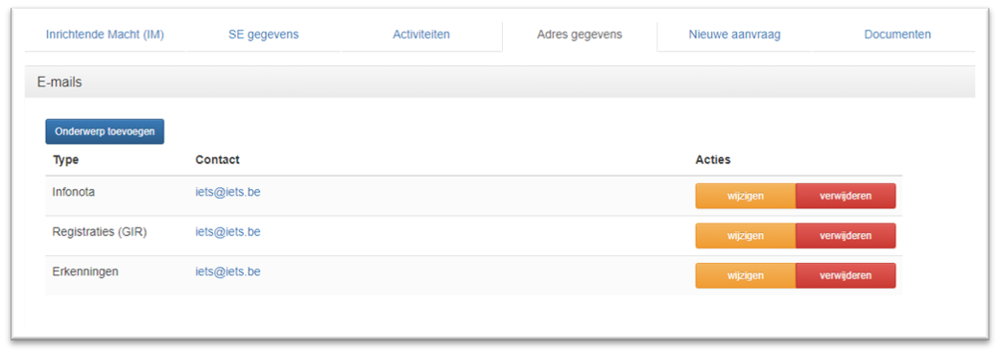 Inrichtende Macht (IM) SE gegevens Activiteiten Adres gegevens Nieuwe aanvraag Documenten
E-mails
Onderwerp toevoegen
Type Contact Acties
Infonota iets@iets.be wijzigen verwijderen
Registraties (GIR) iets@iets.be wijzigen verwijderen
Erkenningen iets@iets.be wijzigen verwijderen